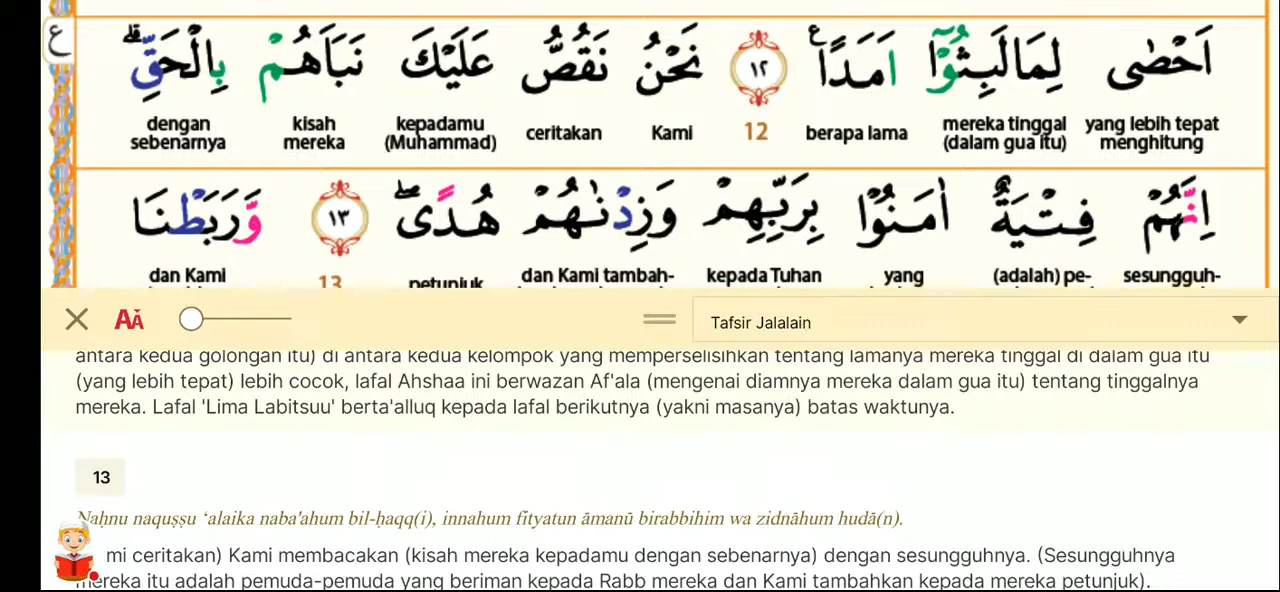 ع
اَحْصٰى لِمَا لَبِثُوْٓا اَمَدًا ࣖ ١٢ نَحْنُ نَقُصُّ عَلَيْكَ نَبَاَهُمْ بِالْحَقِّۗ
yang lebih tepat menghitung mereka tinggal (dalam gua itu) berapa lama 12 Kami ceritakan kepadamu (Muhammad) kisah mereka dengan sebenarnya
اِنَّهُمْ فِتْيَةٌ اٰمَنُوْا بِرَبِّهِمْ وَزِدْنٰهُمْ هُدًىۖ ١٣ وَّرَبَطْنَا
sesungguh- (adalah) pe- yang kepada Tuhan dan Kami tambah- petunjuk 13 dan Kami
Tafsir Jalalain
antara kedua golongan itu) di antara kedua kelompok yang memperselisihkan tentang lamanya mereka tinggal di dalam gua itu
(yang lebih tepat) lebih cocok, lafal Ahshaa ini berwazan Af'ala (mengenai diamnya mereka dalam gua itu) tentang tinggalnya
mereka. Lafal 'Lima Labitsuu' berta'alluq kepada lafal berikutnya (yakni masanya) batas waktunya.
13
Naḥnu naquṣṣu ‘alaika naba'ahum bil-ḥaqq(i), innahum fityatun āmanū birabbihim wa zidnāhum hudā(n).
mi ceritakan) Kami membacakan (kisah mereka kepadamu dengan sebenarnya) dengan sesungguhnya. (Sesungguhnya
mereka itu adalah pemuda-pemuda yang beriman kepada Rabb mereka dan Kami tambahkan kepada mereka petunjuk).